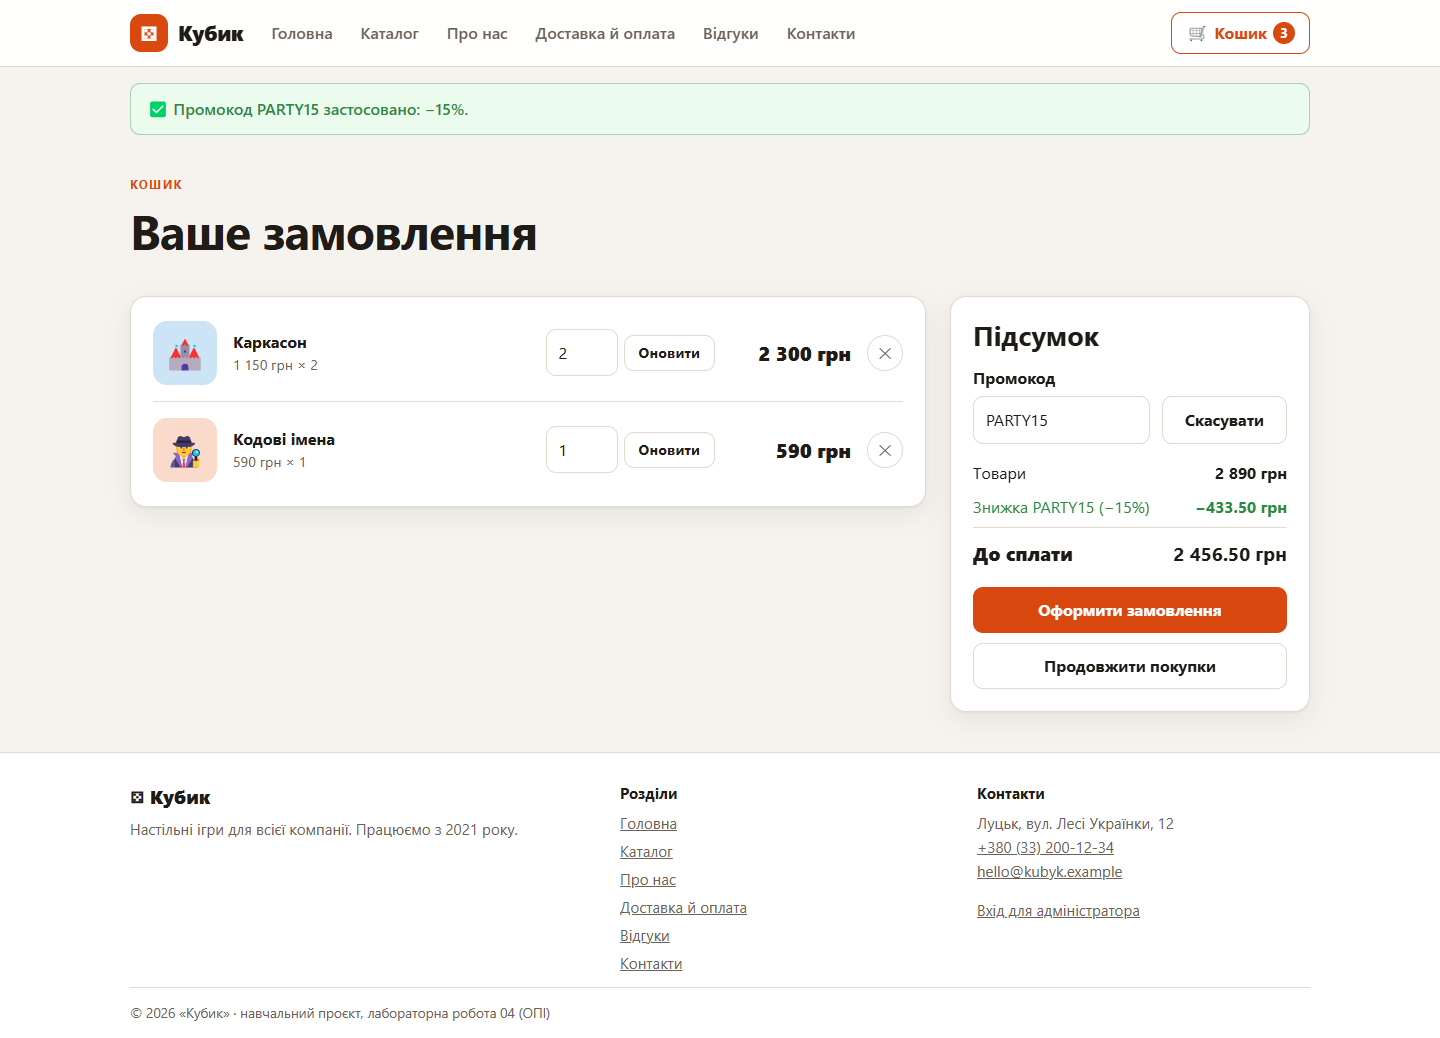 Кубик
Головна
Каталог
Про нас
Доставка й оплата
Відгуки
Контакти
Кошик 3
Промокод PARTY15 застосовано: −15%.
КОШИК
Ваше замовлення
Каркасон
1 150 грн × 2
2
Оновити
2 300 грн
Кодові імена
590 грн × 1
1
Оновити
590 грн
Підсумок
Промокод
PARTY15
Скасувати
Товари
2 890 грн
Знижка PARTY15 (−15%)
−433.50 грн
До сплати
2 456.50 грн
Оформити замовлення
Продовжити покупки
Кубик
Настільні ігри для всієї компанії. Працюємо з 2021 року.
Розділи
Головна
Каталог
Про нас
Доставка й оплата
Відгуки
Контакти
Контакти
Луцьк, вул. Лесі Українки, 12
+380 (33) 200-12-34
hello@kubyk.example
Вхід для адміністратора
© 2026 «Кубик» · навчальний проєкт, лабораторна робота 04 (ОПІ)